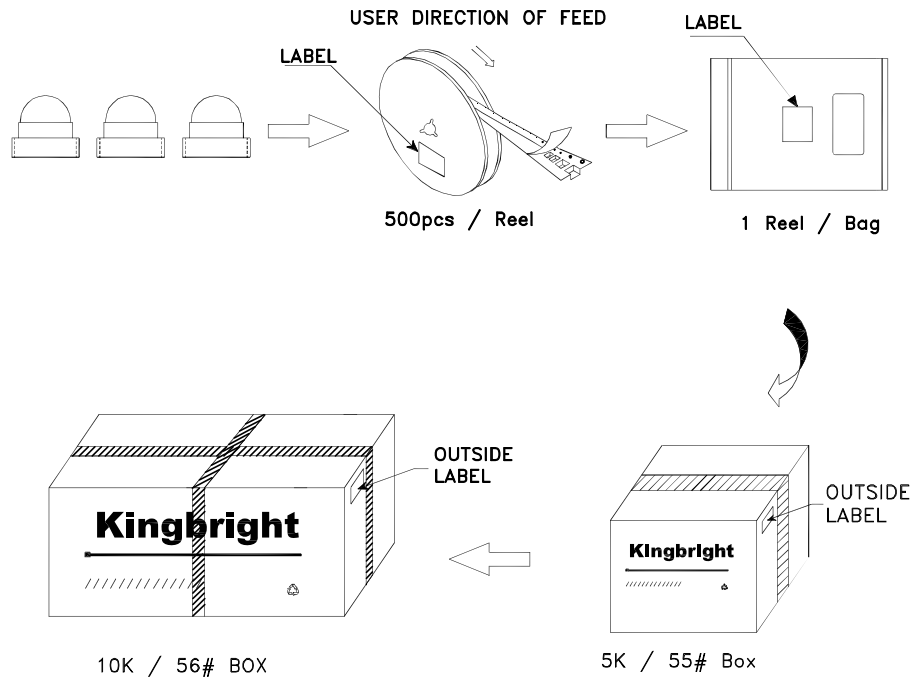 USER DIRECTION OF FEED
LABEL
LABEL
500pcs / Reel
1 Reel / Bag
OUTSIDE
LABEL
Kingbright
10K / 56# BOX
OUTSIDE
LABEL
Kingbright
5K / 55# Box